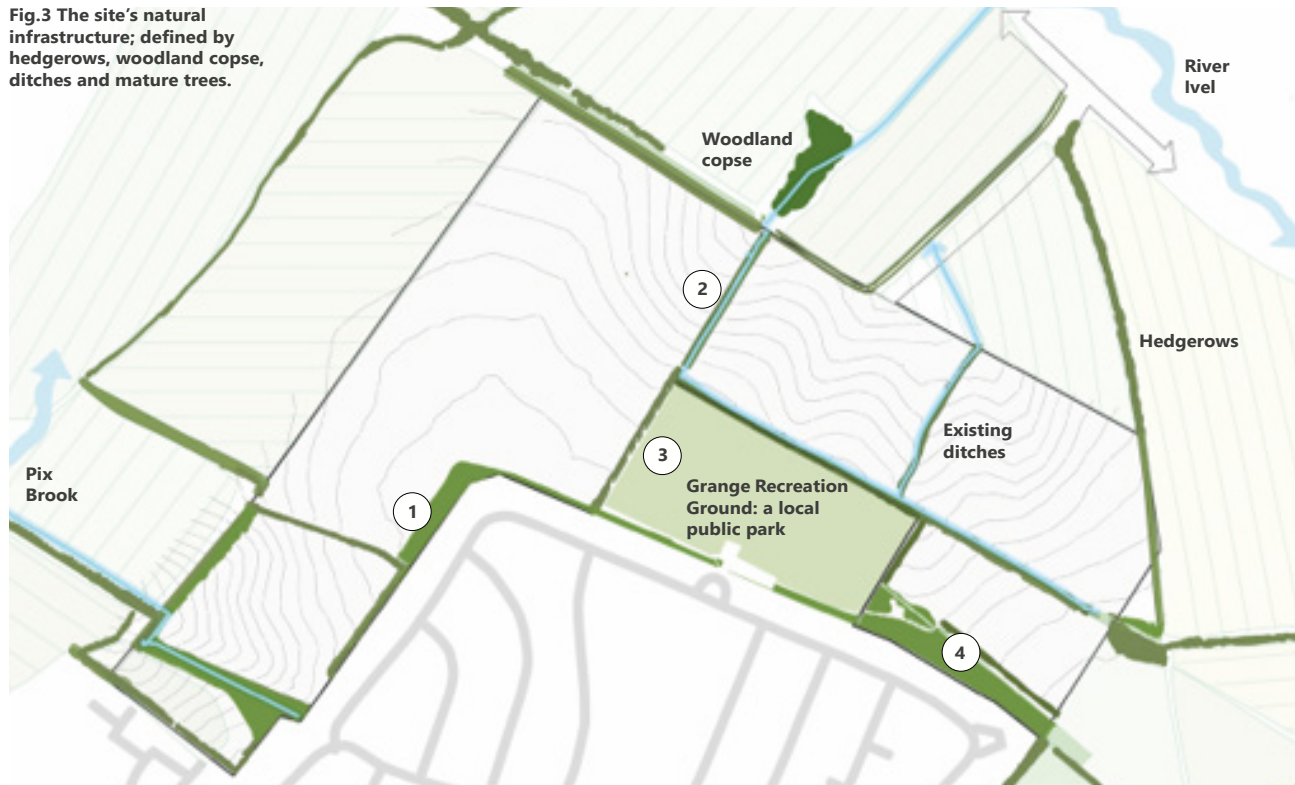 Fig.3 The site's natural
infrastructure; defined by
hedgerows, woodland copse,
ditches and mature trees.
River
Ivel
Woodland
copse
2
Hedgerows
Existing
ditches
3
Grange Recreation
Ground: a local
public park
Pix
Brook
1
4